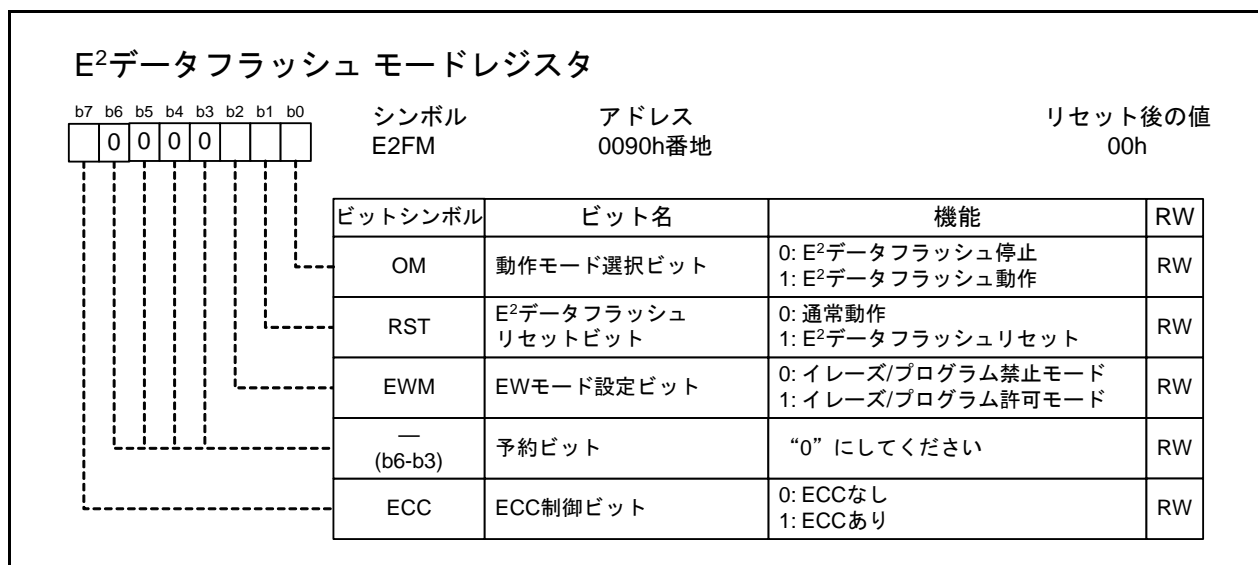 E²データフラッシュ モードレジスタ
b7 b6 b5 b4 b3 b2 b1 b0
0 0 0 0
シンボル アドレス リセット後の値
E2FM 0090h番地 00h
ビットシンボル ビット名 機能 RW
OM 動作モード選択ビット 0: E²データフラッシュ停止
1: E²データフラッシュ動作 RW
RST E²データフラッシュ
リセットビット 0: 通常動作
1: E²データフラッシュリセット RW
EWM EWモード設定ビット 0: イレーズ/プログラム禁止モード
1: イレーズ/プログラム許可モード RW
—
(b6-b3) 予約ビット “0”にしてください RW
ECC ECC制御ビット 0: ECCなし
1: ECCあり RW